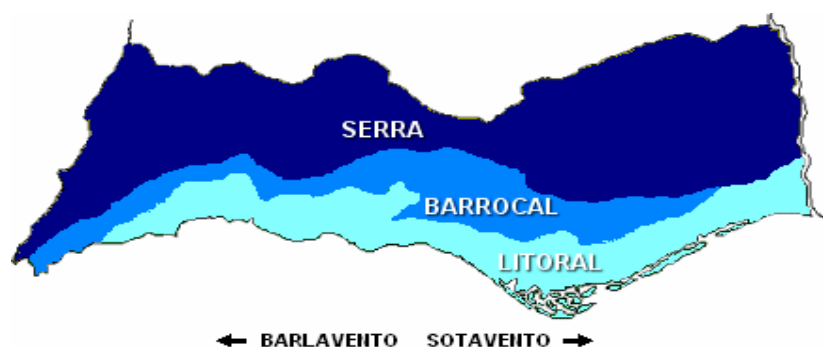 SERRA
BARROCAL
LITORAL
← BARLAVENTO SOTAVENTO →